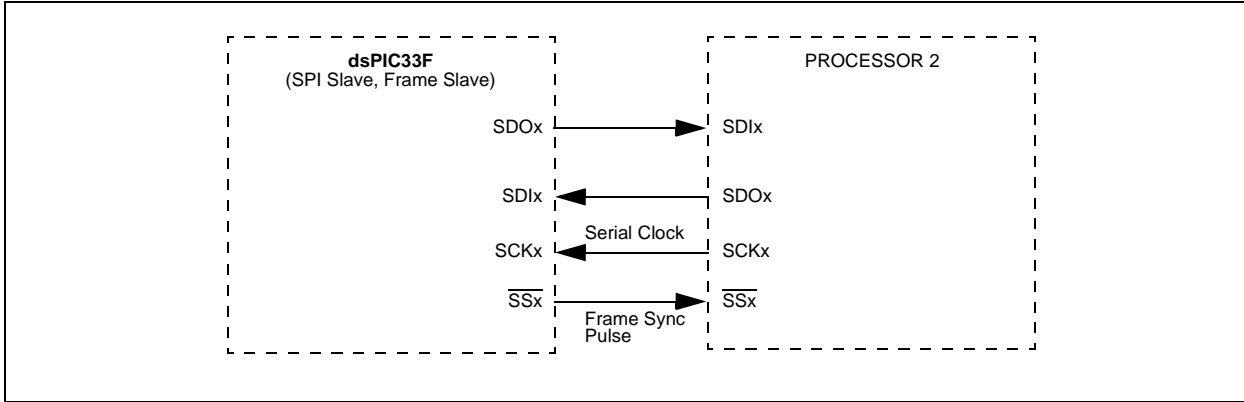 dsPIC33F
(SPI Slave, Frame Slave)
PROCESSOR 2
SDOx
SDIx
SDIx
SDOx
Serial Clock
SCKx
SCKx
SSx
SSx
Frame Sync
Pulse